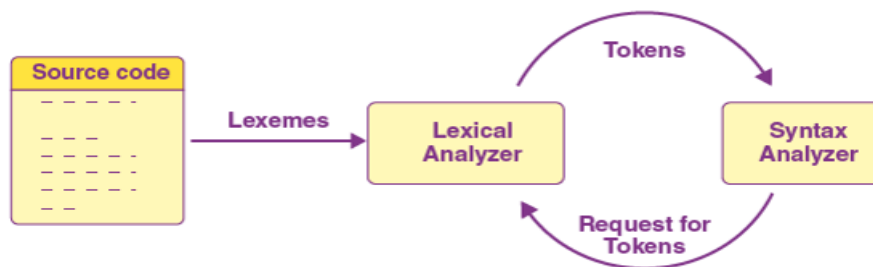 Source code
Lexemes
Lexical
Analyzer
Tokens
Syntax
Analyzer
Request for
Tokens